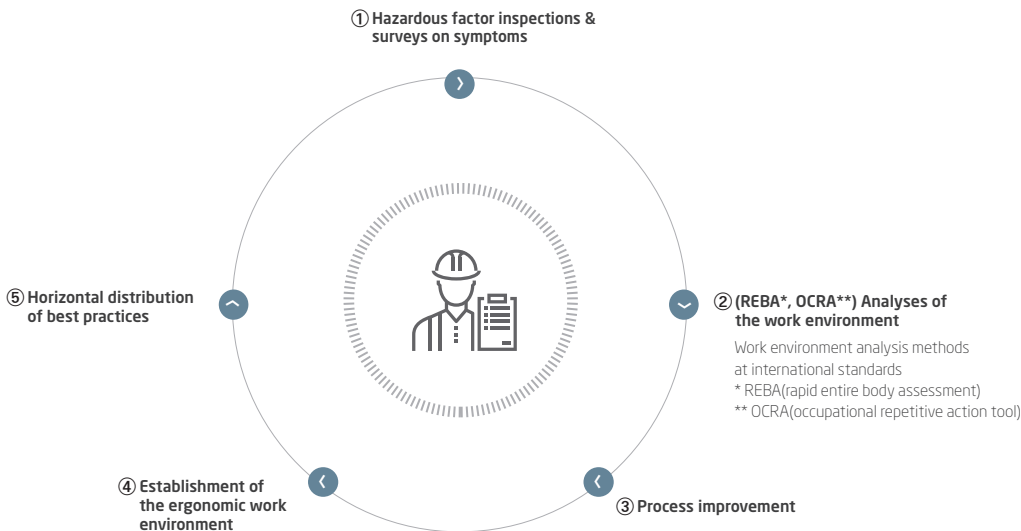 ① Hazardous factor inspections &
surveys on symptoms
② (REBA*, OCRA**) Analyses of
the work environment
Work environment analysis methods
at international standards
* REBA(rapid entire body assessment)
** OCRA(occupational repetitive action tool)
③ Process improvement
④ Establishment of
the ergonomic work
environment
⑤ Horizontal distribution
of best practices